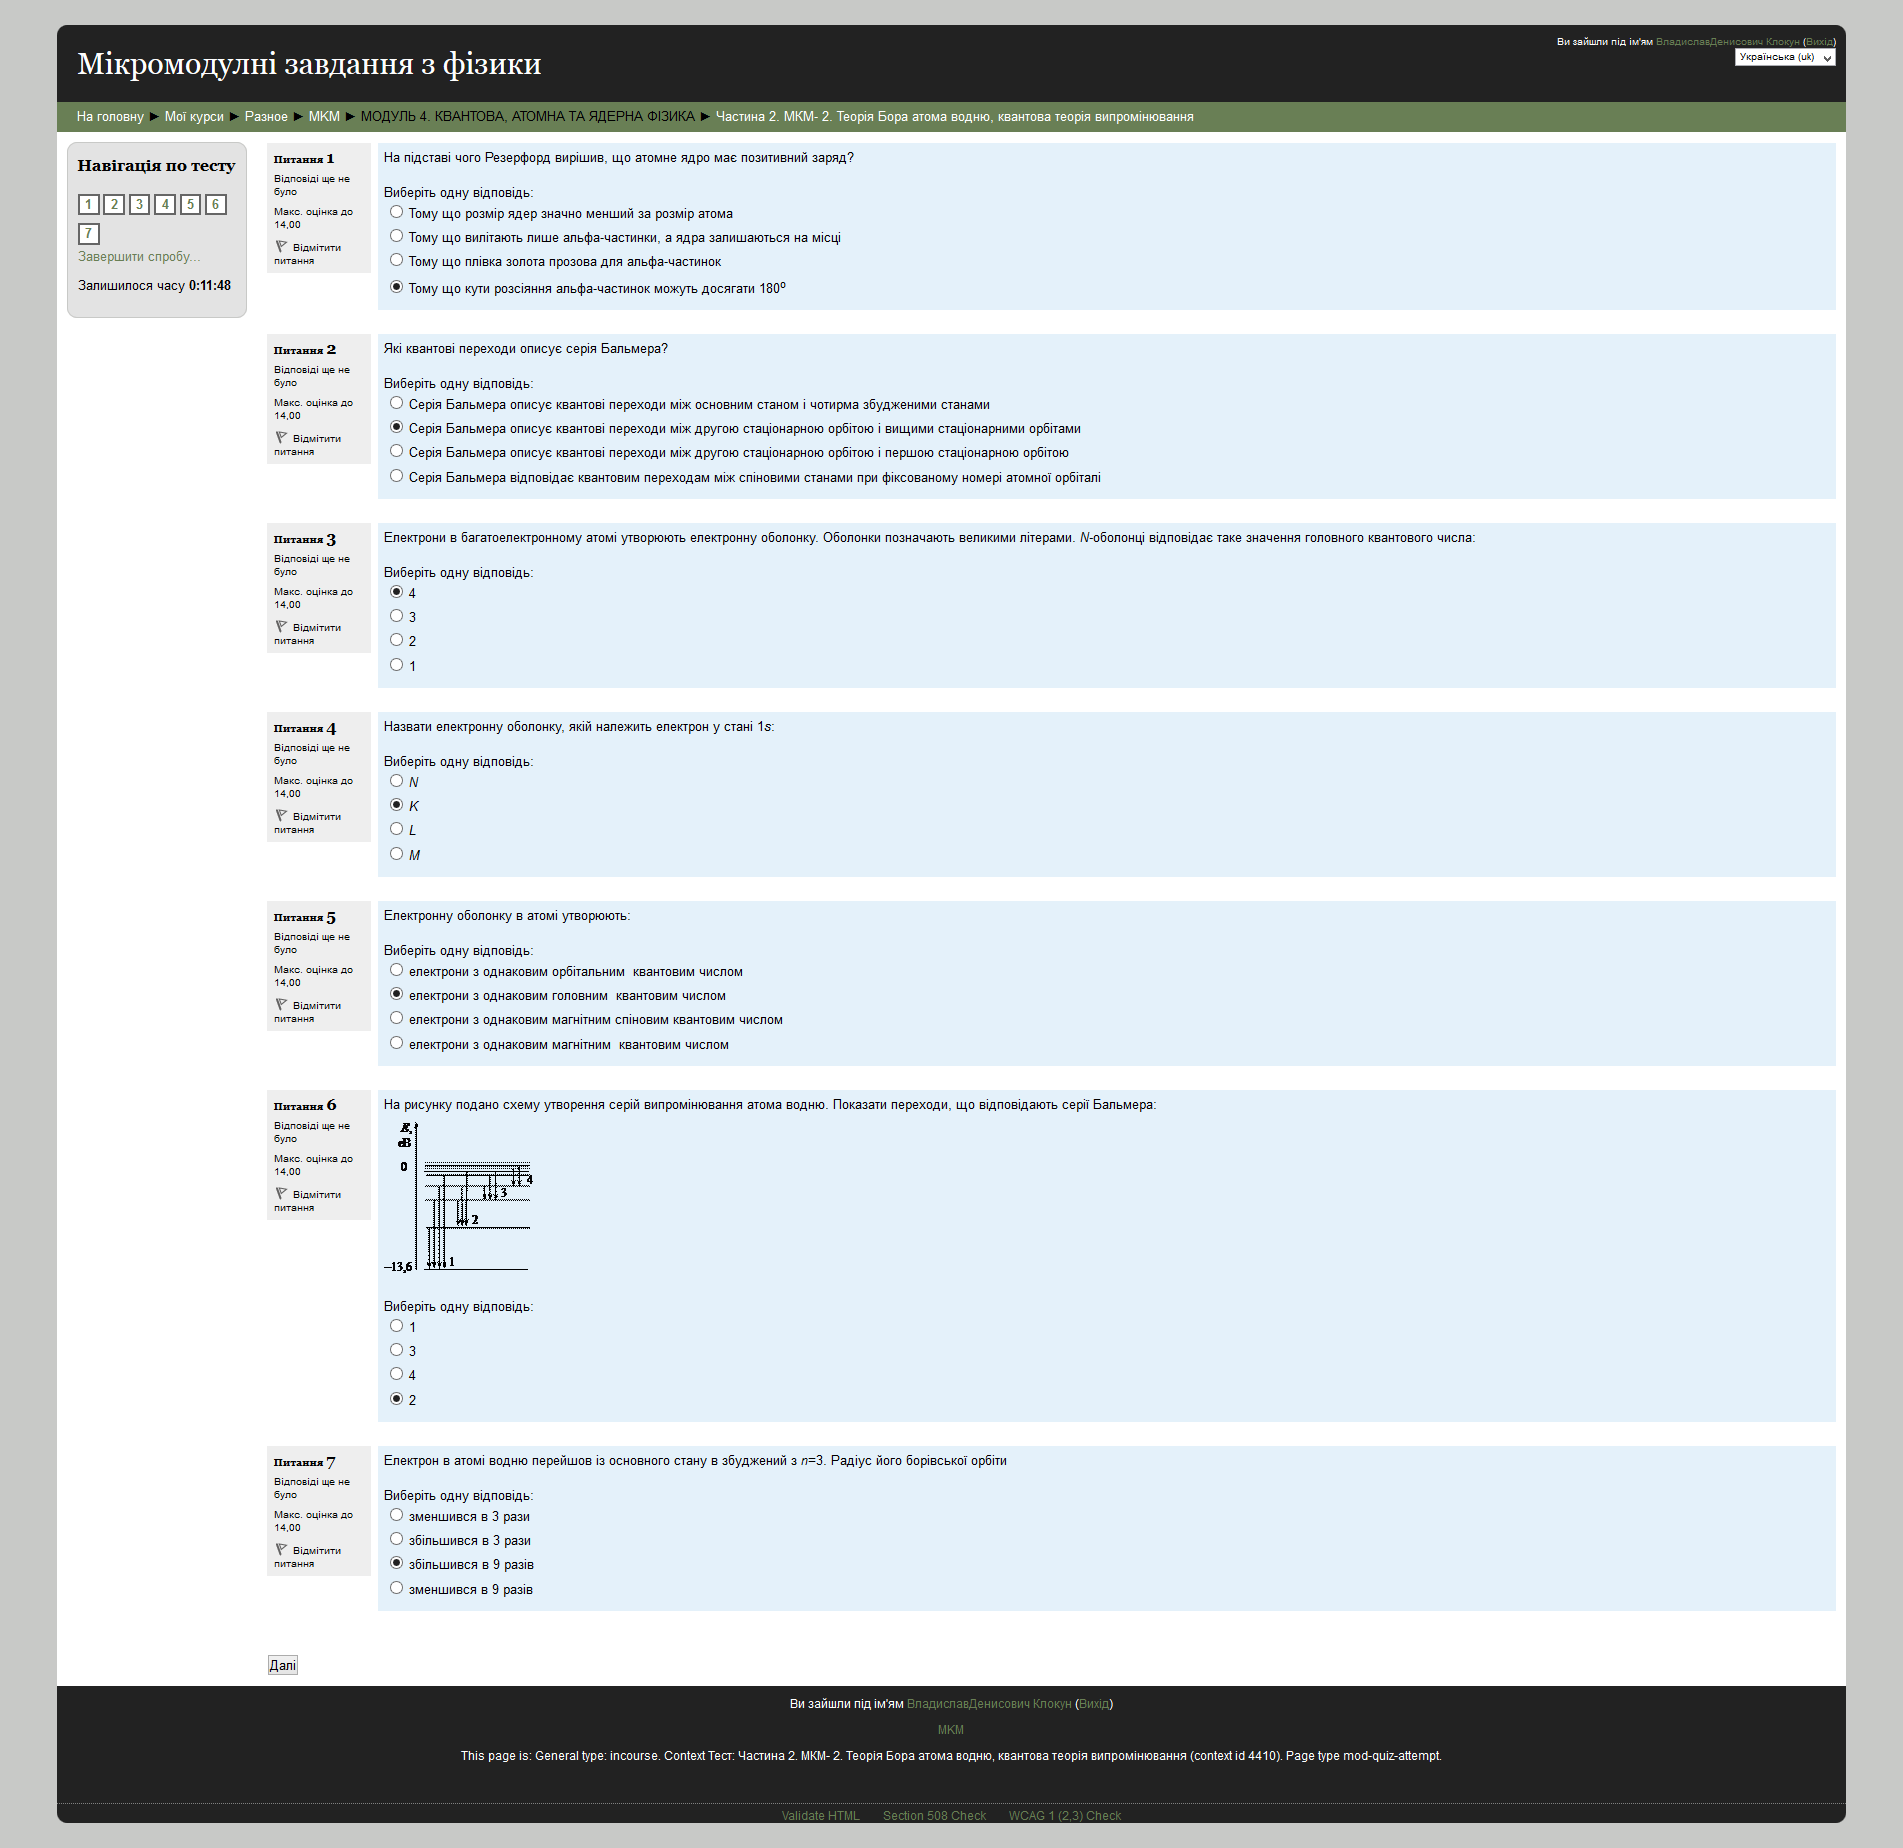 Мікромодулні завдання з фізики
Ви зайшли під ім'ям ВладиславДенисович Клокун (Вихід)
Українська (uk)
На головну ► Мої курси ► Разное ► МКМ ► МОДУЛЬ 4. КВАНТОВА, АТОМНА ТА ЯДЕРНА ФІЗИКА ► Частина 2. МКМ- 2. Теорія Бора атома водню, квантова теорія випромінювання
Навігація по тесту
1 2 3 4 5 6
7
Завершити спробу...
Залишилося часу 0:11:48
Питання 1
Відповіді ще не
було
Макс. оцінка до
14,00
Відмітити
питання
На підставі чого Резерфорд вирішив, що атомне ядро має позитивний заряд?
Виберіть одну відповідь:
Тому що розмір ядер значно менший за розмір атома
Тому що вилітають лише альфа-частинки, а ядра залишаються на місці
Тому що плівка золота прозова для альфа-частинок
Тому що кути розсіяння альфа-частинок можуть досягати 180º
Питання 2
Відповіді ще не
було
Макс. оцінка до
14,00
Відмітити
питання
Які квантові переходи описує серія Бальмера?
Виберіть одну відповідь:
Серія Бальмера описує квантові переходи між основним станом і чотирма збудженими станами
Серія Бальмера описує квантові переходи між другою стаціонарною орбітою і вищими стаціонарними орбітами
Серія Бальмера описує квантові переходи між другою стаціонарною орбітою і першою стаціонарною орбітою
Серія Бальмера відповідає квантовим переходам між спіновими станами при фіксованому номері атомної орбіталі
Питання 3
Відповіді ще не
було
Макс. оцінка до
14,00
Відмітити
питання
Електрони в багатоелектронному атомі утворюють електронну оболонку. Оболонки позначають великими літерами. N-оболонці відповідає таке значення головного квантового числа:
Виберіть одну відповідь:
4
3
2
1
Питання 4
Відповіді ще не
було
Макс. оцінка до
14,00
Відмітити
питання
Назвати електронну оболонку, якій належить електрон у стані 1s:
Виберіть одну відповідь:
N
K
L
M
Питання 5
Відповіді ще не
було
Макс. оцінка до
14,00
Відмітити
питання
Електронну оболонку в атомі утворюють:
Виберіть одну відповідь:
електрони з однаковим орбітальним квантовим числом
електрони з однаковим головним квантовим числом
електрони з однаковим магнітним спіновим квантовим числом
електрони з однаковим магнітним квантовим числом
Питання 6
Відповіді ще не
було
Макс. оцінка до
14,00
Відмітити
питання
На рисунку подано схему утворення серій випромінювання атома водню. Показати переходи, що відповідають серії Бальмера:
E,
еВ
0
4
3
2
1
–13,6
Виберіть одну відповідь:
1
3
4
2
Питання 7
Відповіді ще не
було
Макс. оцінка до
14,00
Відмітити
питання
Електрон в атомі водню перейшов із основного стану в збуджений з n=3. Радіус його борівської орбіти
Виберіть одну відповідь:
зменшився в 3 рази
збільшився в 3 рази
збільшився в 9 разів
зменшився в 9 разів
Далі
Ви зайшли під ім'ям ВладиславДенисович Клокун (Вихід)
МКМ
This page is: General type: incourse. Context Тест: Частина 2. МКМ- 2. Теорія Бора атома водню, квантова теорія випромінювання (context id 4410). Page type mod-quiz-attempt.
Validate HTML Section 508 Check WCAG 1 (2,3) Check